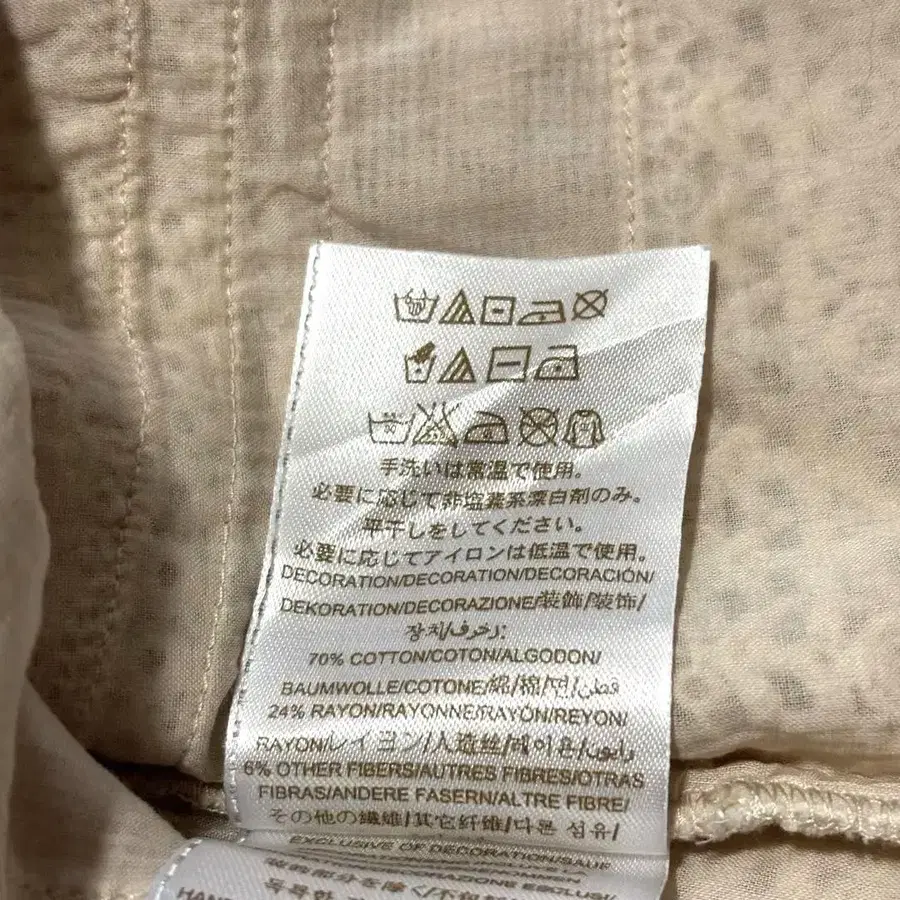 手洗いは常温で使用。
必要に応じて非塩素系漂白剤のみ。
平干しをしてください。
必要に応じてアイロンは低温で使用。
DECORATION/DECORATION/DECORACIÓN/
DEKORATION/DECORAZIONE/装飾/装饰/
장치/زخرفة:
70% COTTON/COTON/ALGODON/
BAUMWOLLE/COTONE/綿/棉/면/قطن/
24% RAYON/RAYONNE/RAYÓN/REYON/
RAYON/レイヨン/人造丝/레이온/رايون/
6% OTHER FIBERS/AUTRES FIBRES/OTRAS
FIBRAS/ANDERE FASERN/ALTRE FIBRE/
その他の繊維/其它纤维/다른 섬유/
EXCLUSIVE OF DECORATION/SAUF
HAND